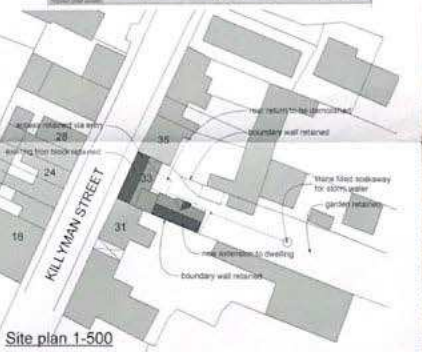 rear return to be demolished
access retained via entry
28
boundary wall retained
35
existing front block retained
24
33
stone filled soakaway
for storm water
garden retained
KILLYMAN STREET
18
31
new extension to dwelling
boundary wall retained
Site plan 1-500